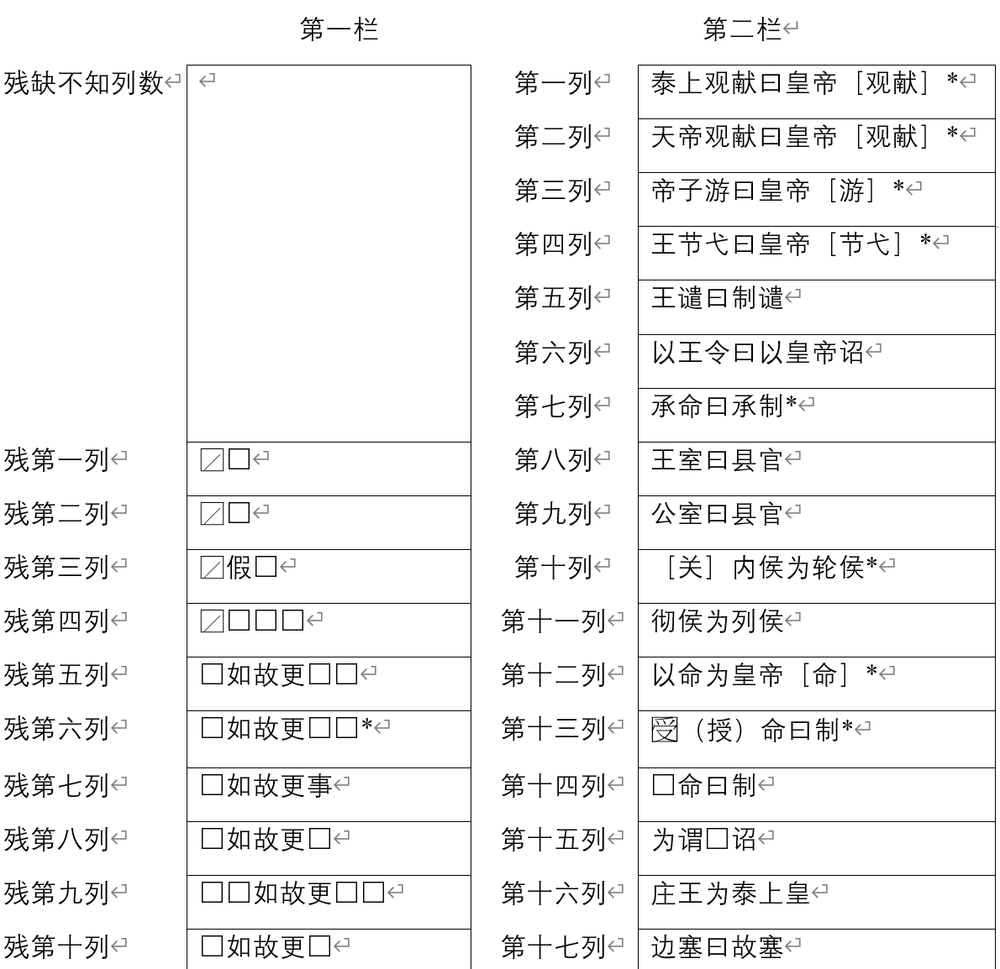 第一栏 第二栏↵
残缺不知列数↵ ↵ 第一列↵ 泰上观献曰皇帝［观献］*↵
第二列↵ 天帝观献曰皇帝［观献］*↵
第三列↵ 帝子游曰皇帝［游］*↵
第四列↵ 王节弋曰皇帝［节弋］*↵
第五列↵ 王谴曰制谴↵
第六列↵ 以王令曰以皇帝诏↵
第七列↵ 承命曰承制*↵
残第一列↵ 〼□↵ 第八列↵ 王室曰县官↵
残第二列↵ 〼□↵ 第九列↵ 公室曰县官↵
残第三列↵ 〼假□↵ 第十列↵ ［关］内侯为轮侯*↵
残第四列↵ 〼□□□↵ 第十一列↵ 彻侯为列侯↵
残第五列↵ □如故更□□↵ 第十二列↵ 以命为皇帝［命］*↵
残第六列↵ □如故更□□*↵ 第十三列↵ 受（授）命曰制*↵
残第七列↵ □如故更事↵ 第十四列↵ □命曰制↵
残第八列↵ □如故更□↵ 第十五列↵ 为谓□诏↵
残第九列↵ □□如故更□□↵ 第十六列↵ 庄王为泰上皇↵
残第十列↵ □如故更□↵ 第十七列↵ 边塞曰故塞↵